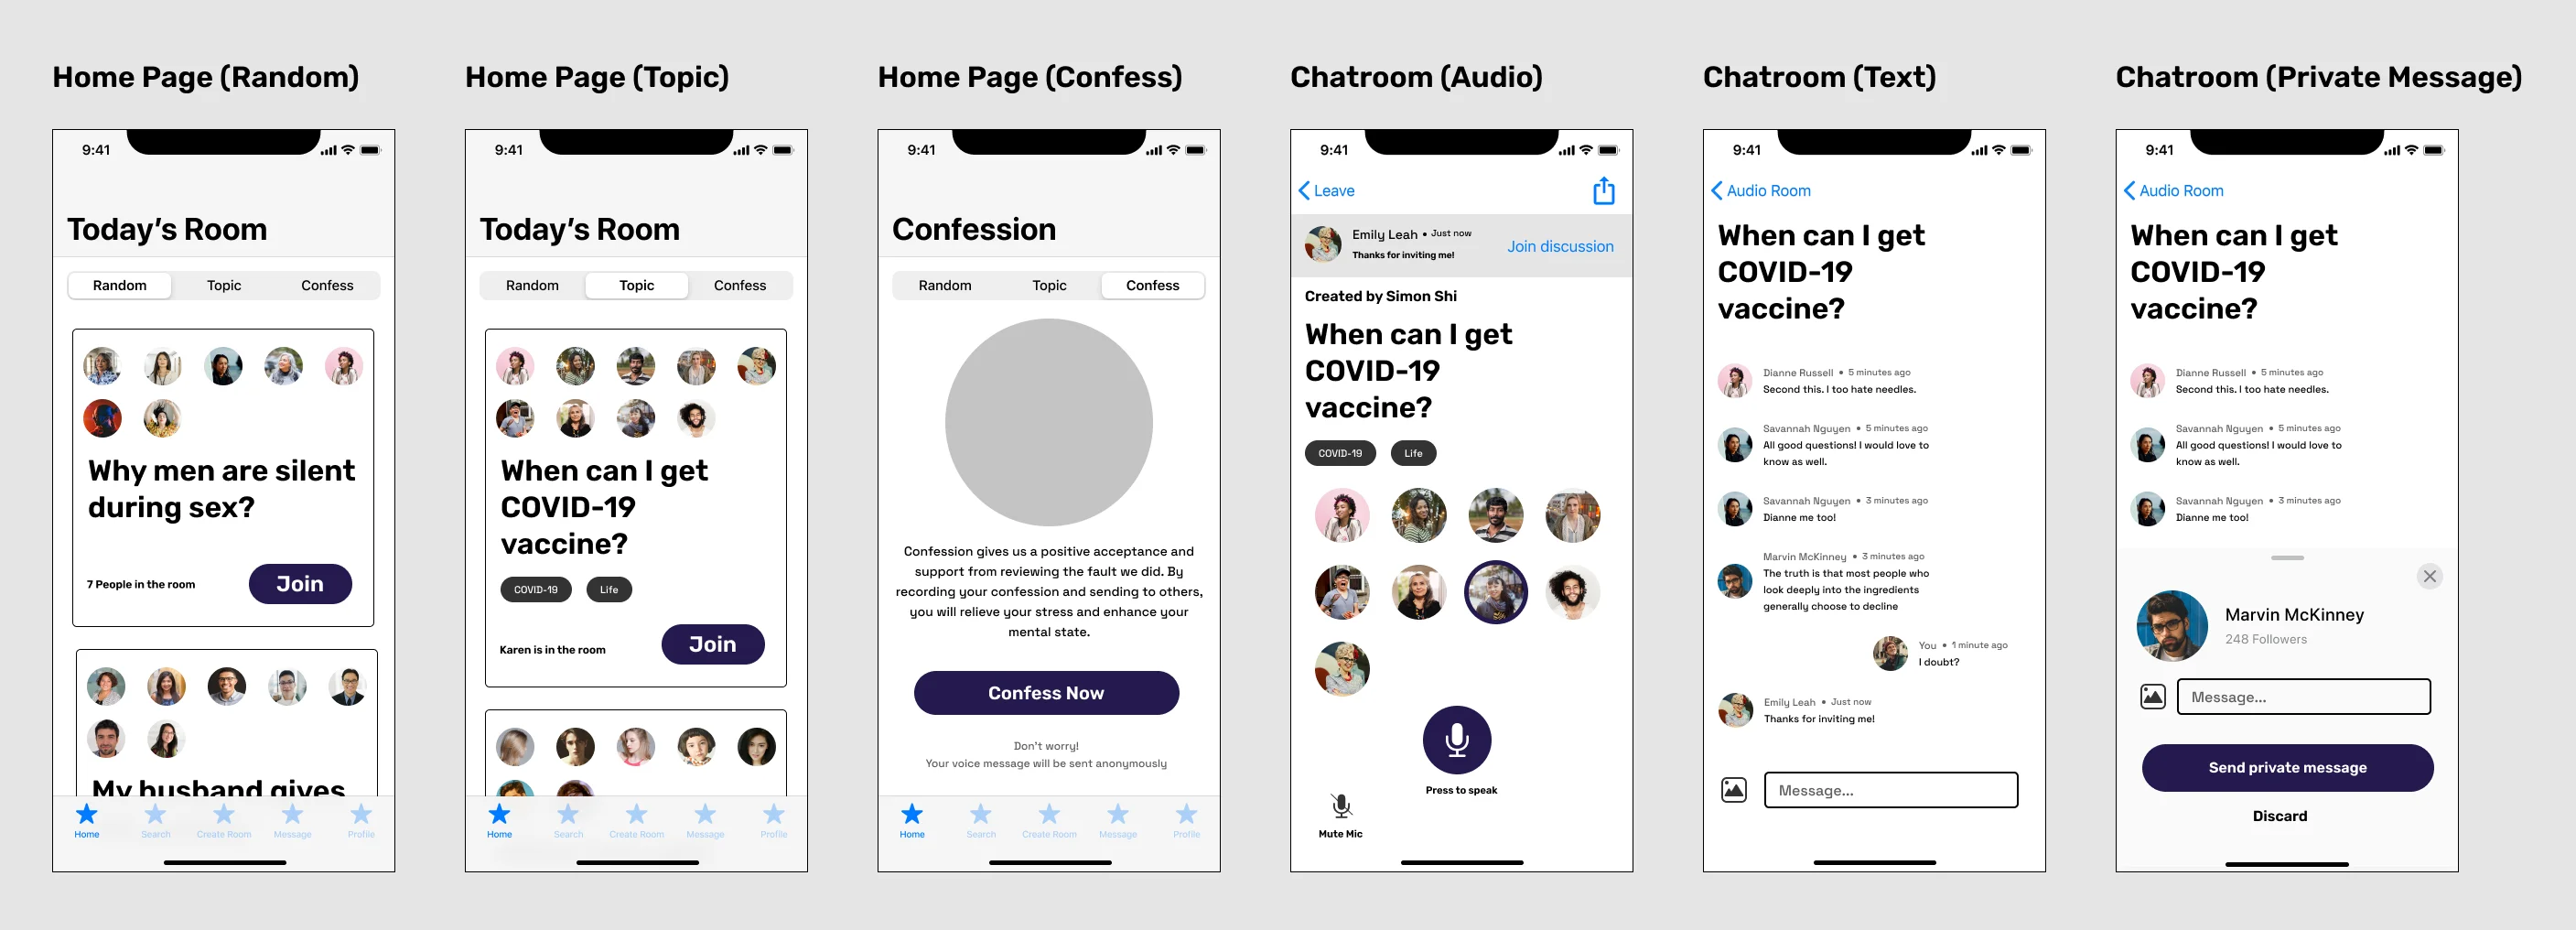 Home Page (Random)
9:41
Today's Room
Random
Topic
Confess
Why men are silent
during sex?
7 People in the room
Join
My husband gives
Home
Search
Create Room
Message
Profile
Home Page (Topic)
9:41
Today's Room
Random
Topic
Confess
When can I get
COVID-19
vaccine?
COVID-19
Life
Karen is in the room
Join
Home
Search
Create Room
Message
Profile
Home Page (Confess)
9:41
Confession
Random
Topic
Confess
Confession gives us a positive acceptance and
support from reviewing the fault we did. By
recording your confession and sending to others,
you will relieve your stress and enhance your
mental state.
Confess Now
Don't worry!
Your voice message will be sent anonymously
Home
Search
Create Room
Message
Profile
Chatroom (Audio)
9:41
Leave
Emily Leah • Just now
Thanks for inviting me!
Join discussion
Created by Simon Shi
When can I get
COVID-19
vaccine?
COVID-19
Life
Press to speak
Mute Mic
Chatroom (Text)
9:41
Audio Room
When can I get
COVID-19
vaccine?
Dianne Russell • 5 minutes ago
Second this. I too hate needles.
Savannah Nguyen • 5 minutes ago
All good questions! I would love to
know as well.
Savannah Nguyen • 3 minutes ago
Dianne me too!
Marvin McKinney • 3 minutes ago
The truth is that most people who
look deeply into the ingredients
generally choose to decline
You • 1 minute ago
I doubt?
Emily Leah • Just now
Thanks for inviting me!
Message...
Chatroom (Private Message)
9:41
Audio Room
When can I get
COVID-19
vaccine?
Dianne Russell • 5 minutes ago
Second this. I too hate needles.
Savannah Nguyen • 5 minutes ago
All good questions! I would love to
know as well.
Savannah Nguyen • 3 minutes ago
Dianne me too!
Marvin McKinney
248 Followers
Message...
Send private message
Discard